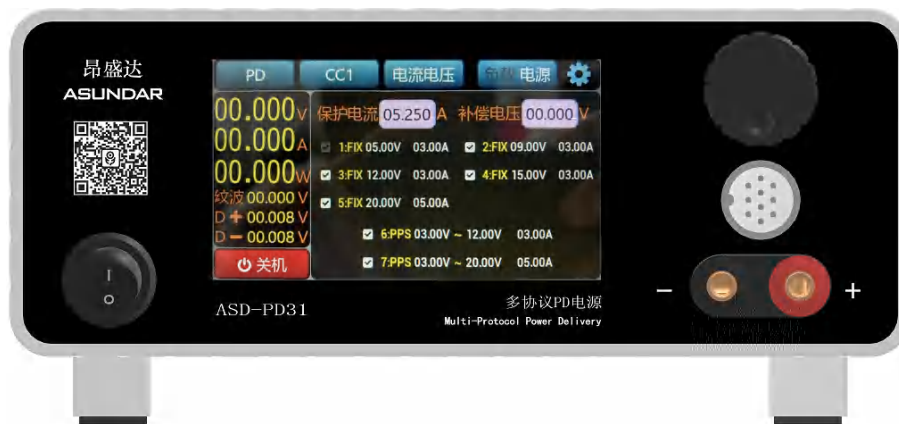 昂盛达
ASUNDAR
PD CC1 电流电压 电源
00.000V
00.000A
00.000W
纹波 00.000 V
D+ 00.008 V
D- 00.008 V
关机
保护电流 05.250 A 补偿电压 00.000 V
1:FIX 05.00V 03.00A 2:FIX 09.00V 03.00A
3:FIX 12.00V 03.00A 4:FIX 15.00V 03.00A
5:FIX 20.00V 05.00A
6:PPS 03.00V ~ 12.00V 03.00A
7:PPS 03.00V ~ 20.00V 05.00A
I
O
ASD-PD31
多协议PD电源
Multi-Protocol Power Delivery
− +